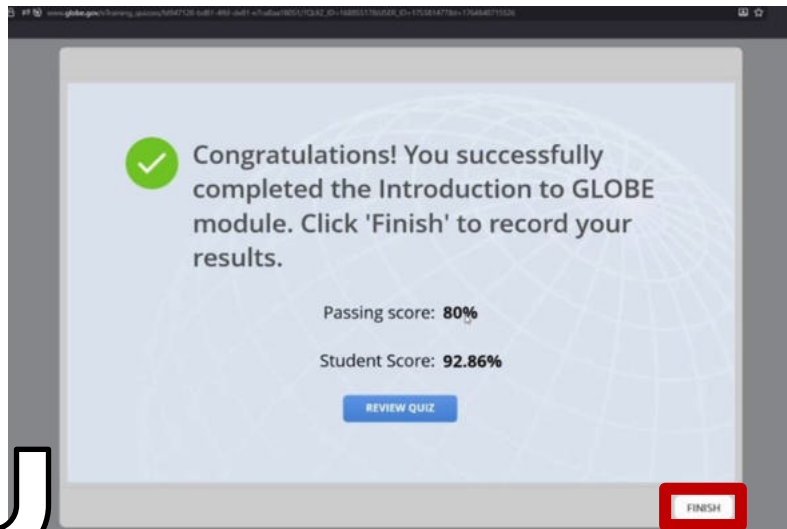 Congratulations! You successfully
completed the Introduction to GLOBE
module. Click 'Finish' to record your
results.
Passing score: 80%
Student Score: 92.86%
REVIEW QUIZ
FINISH